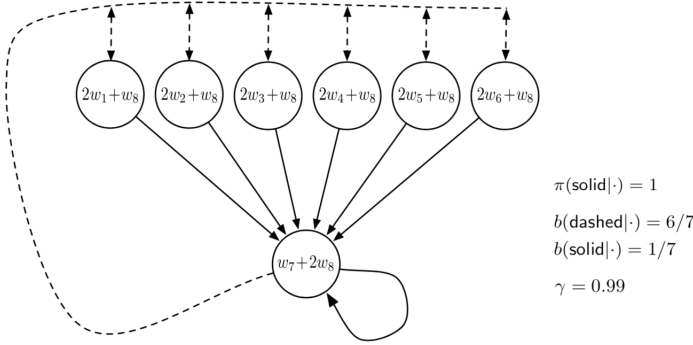 2w₁+w₈ 2w₂+w₈ 2w₃+w₈ 2w₄+w₈ 2w₅+w₈ 2w₆+w₈
π(solid|·) = 1
b(dashed|·) = 6/7
b(solid|·) = 1/7
w₇+2w₈
γ = 0.99